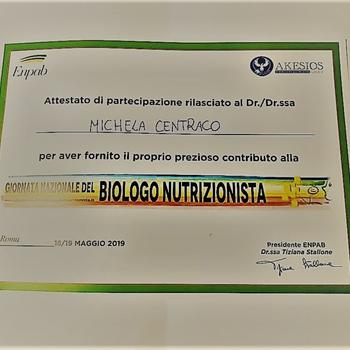 Enpab
AKESIOS
Attestato di partecipazione rilasciato al Dr./Dr.ssa
MICHELA CENTRACO
per aver fornito il proprio prezioso contributo alla
GIORNATA NAZIONALE DEL BIOLOGO NUTRIZIONISTA
Roma 18/19 MAGGIO 2019
Presidente ENPAB
Dr.ssa Tiziana Stallone